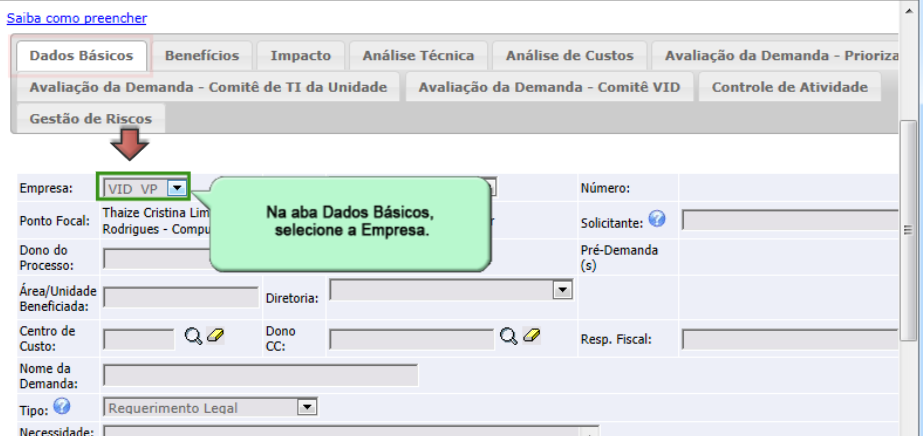 Saiba como preencher
Dados Básicos Benefícios Impacto Análise Técnica Análise de Custos Avaliação da Demanda - Prioriza
Avaliação da Demanda - Comitê de TI da Unidade Avaliação da Demanda - Comitê VID Controle de Atividade
Gestão de Riscos
Empresa: VID VP Número:
Na aba Dados Básicos,
selecione a Empresa.
Ponto Focal: Thaize Cristina Lim
Rodrigues - Compu
Solicitante:
Dono do
Processo:
Pré-Demanda
(s)
Área/Unidade
Beneficiada:
Diretoria:
Centro de
Custo:
Dono
CC:
Resp. Fiscal:
Nome da
Demanda:
Tipo: Requerimento Legal
Necessidade: